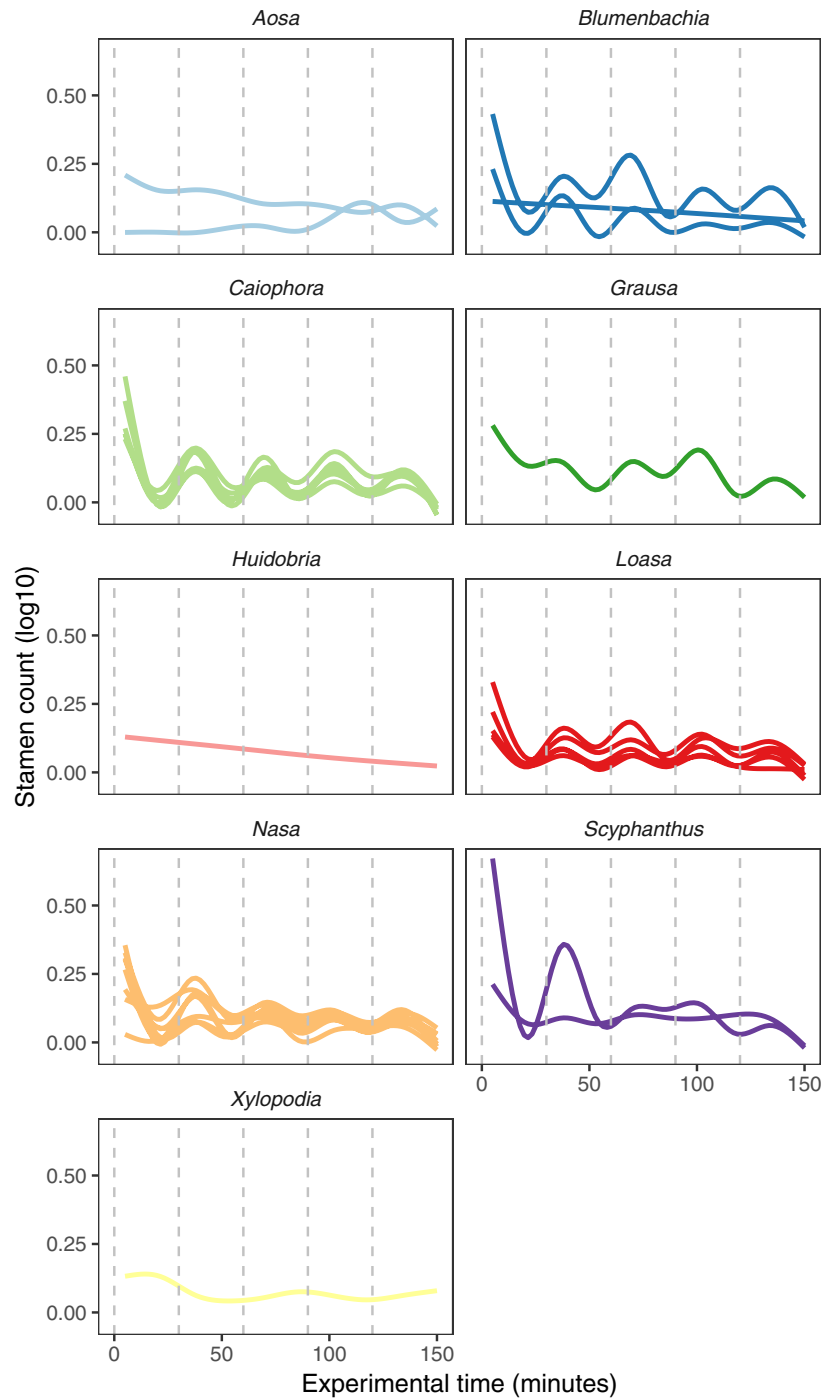 Aosa
Blumenbachia
0.50
0.25
0.00
Caiophora
Grausa
0.50
0.25
0.00
Huidobria
Loasa
0.50
0.25
0.00
Stamen count (log10)
Nasa
Scyphanthus
0.50
0.25
0.00
0 50 100 150
Xylopodia
0.50
0.25
0.00
0 50 100 150
Experimental time (minutes)